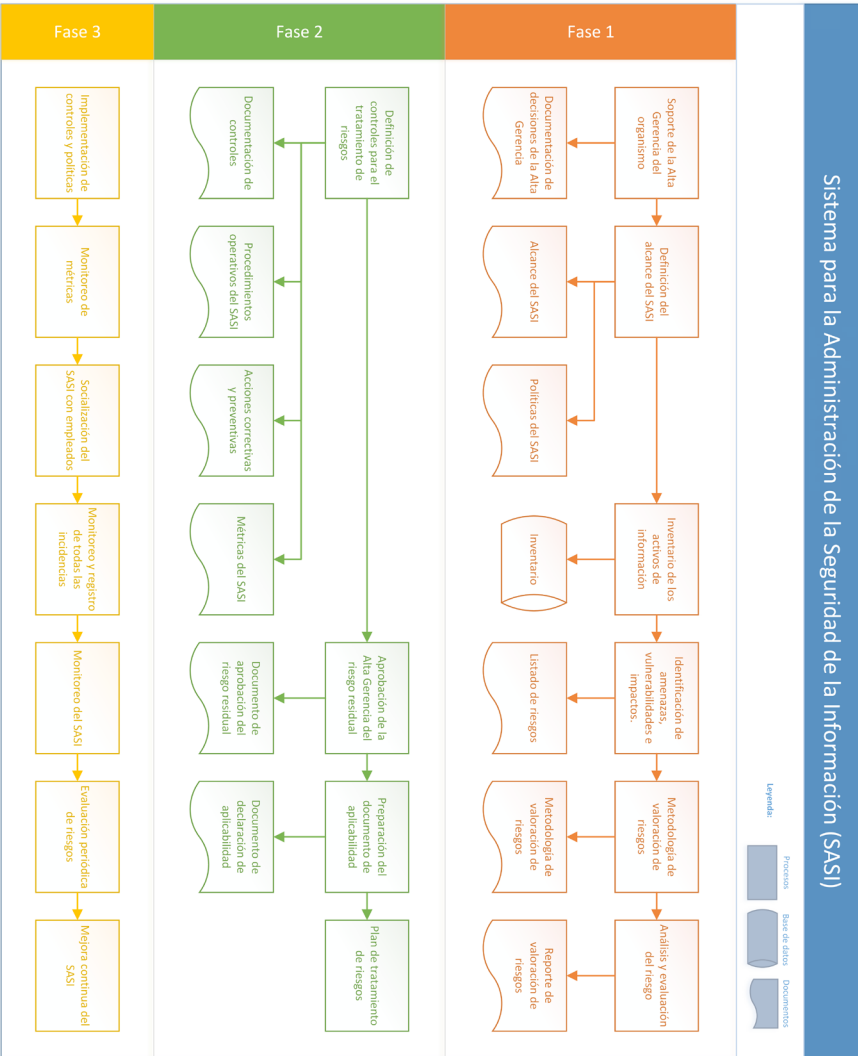 Sistema para la Administración de la Seguridad de la Información (SASI)
Leyenda:
Procesos
Base de datos
Documentos
Fase 1
Soporte de la Alta
Gerencia del
organismo
Definición del
alcance del SASI
Inventario de los
activos de
información
Identificación de
amenazas,
vulnerabilidades e
impactos.
Metodología de
valoración de
riesgos
Análisis y evaluación
del riesgo
Documentación de
decisiones de la Alta
Gerencia
Alcance del SASI
Políticas del SASI
Inventario
Listado de riesgos
Metodología de
valoración de
riesgos
Reporte de
valoración de
riesgos
Fase 2
Definición de
controles para el
tratamiento de
riesgos
Aprobación de la
Alta Gerencia del
riesgo residual
Preparación del
documento de
aplicabilidad
Plan de tratamiento
de riesgos
Documentación de
controles
Procedimientos
operativos del SASI
Acciones correctivas
y preventivas
Métricas del SASI
Documento de
aprobación del
riesgo residual
Documento de
declaración de
aplicabilidad
Fase 3
Implementación de
controles y políticas
Monitoreo de
métricas
Socialización del
SASI con empleados
Monitoreo y registro
de todas las
incidencias
Monitoreo del SASI
Evaluación periódica
de riesgos
Mejora continua del
SASI